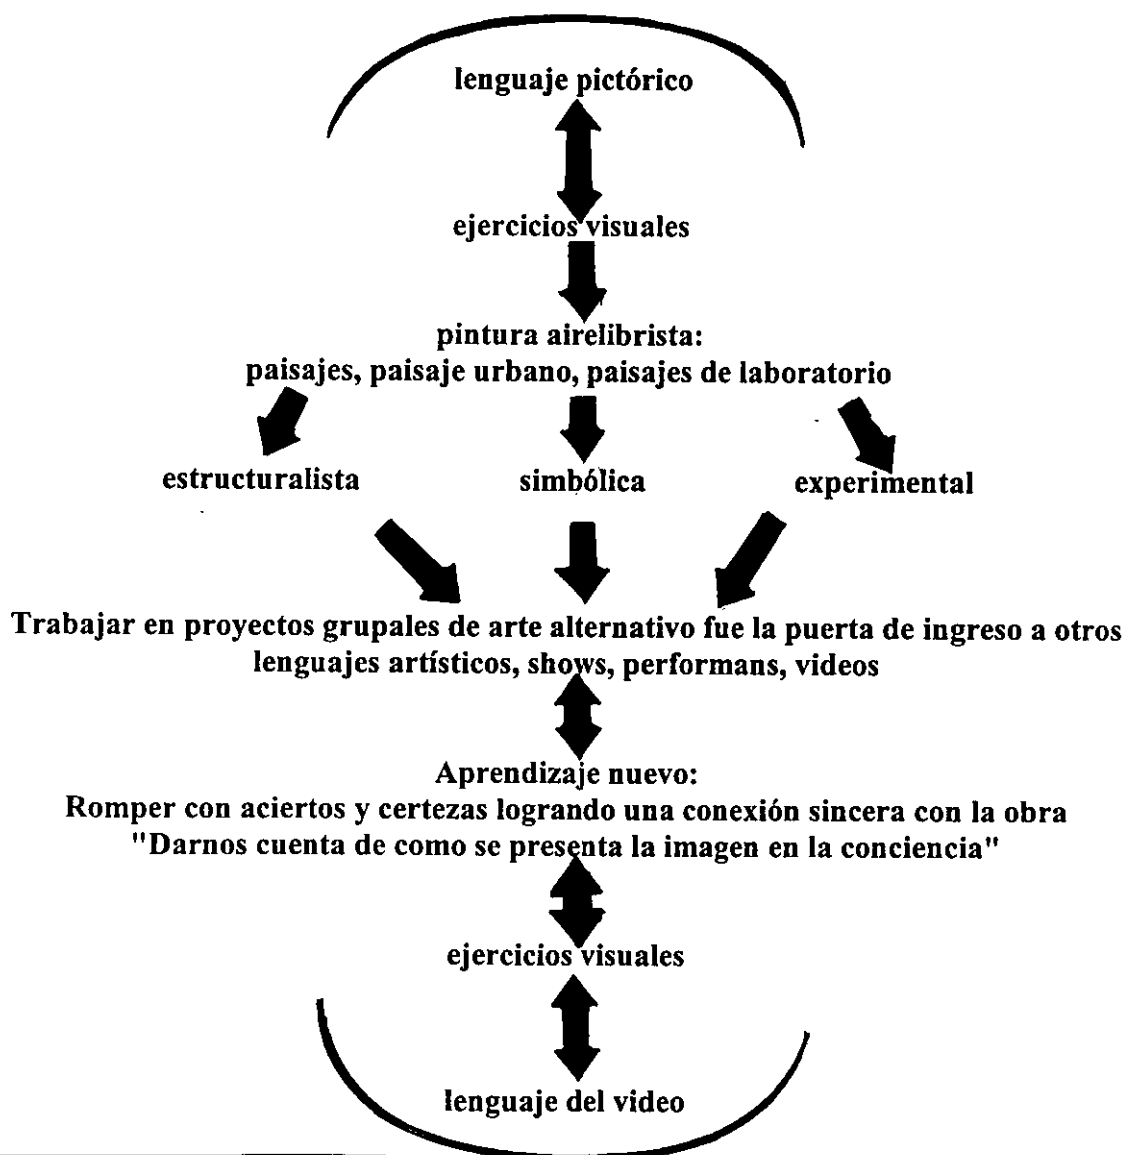 lenguaje pictórico
ejercicios visuales
pintura airelibrista:
paisajes, paisaje urbano, paisajes de laboratorio
estructuralista simbólica experimental
Trabajar en proyectos grupales de arte alternativo fue la puerta de ingreso a otros
lenguajes artísticos, shows, performans, videos
Aprendizaje nuevo:
Romper con aciertos y certezas logrando una conexión sincera con la obra
"Darnos cuenta de como se presenta la imagen en la conciencia"
ejercicios visuales
lenguaje del video